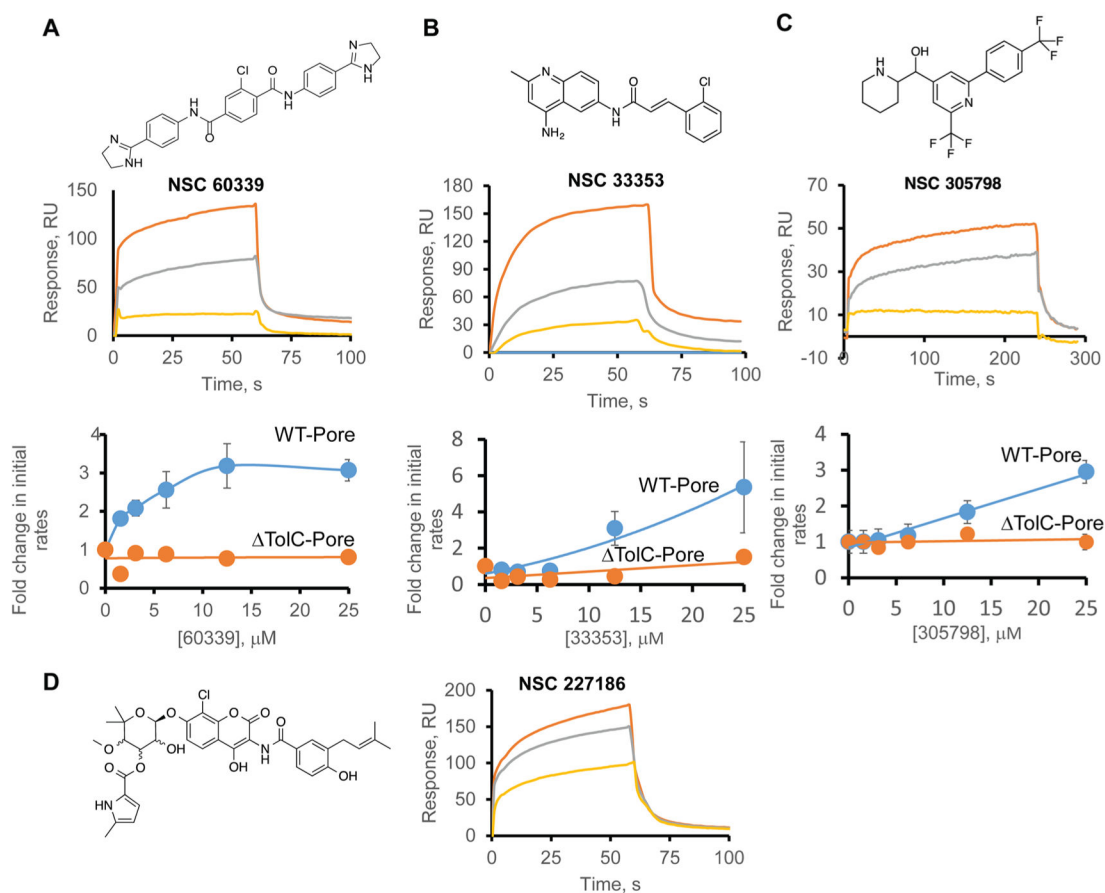 A
B
C
N
NH
Cl
O
H
N
N
H
O
N
NH
N
NH2
N
H
O
Cl
OH
H
N
N
F
F
F
F
F
F
NSC 60339
Response, RU
150
100
50
0
0 25 50 75 100
Time, s
NSC 33353
Response, RU
180
150
120
90
60
30
0
0 25 50 75 100
Time, s
NSC 305798
Response, RU
70
50
30
10
-10
0 100 200 300
Time, s
Fold change in initial
rates
4
3
2
1
0
WT-Pore
ΔTolC-Pore
0 5 10 15 20 25
[60339], μM
Fold change in initial
rates
8
6
4
2
0
WT-Pore
ΔTolC-Pore
0 5 10 15 20 25
[33353], μM
Fold change in initial
rates
4
3
2
1
0
WT-Pore
ΔTolC-Pore
0 5 10 15 20 25
[305798], μM
D
Cl
O
O
O
O
O
O
OH
O
OH
N
H
O
OH
O
HN
NSC 227186
Response, RU
200
150
100
50
0
0 25 50 75 100
Time, s